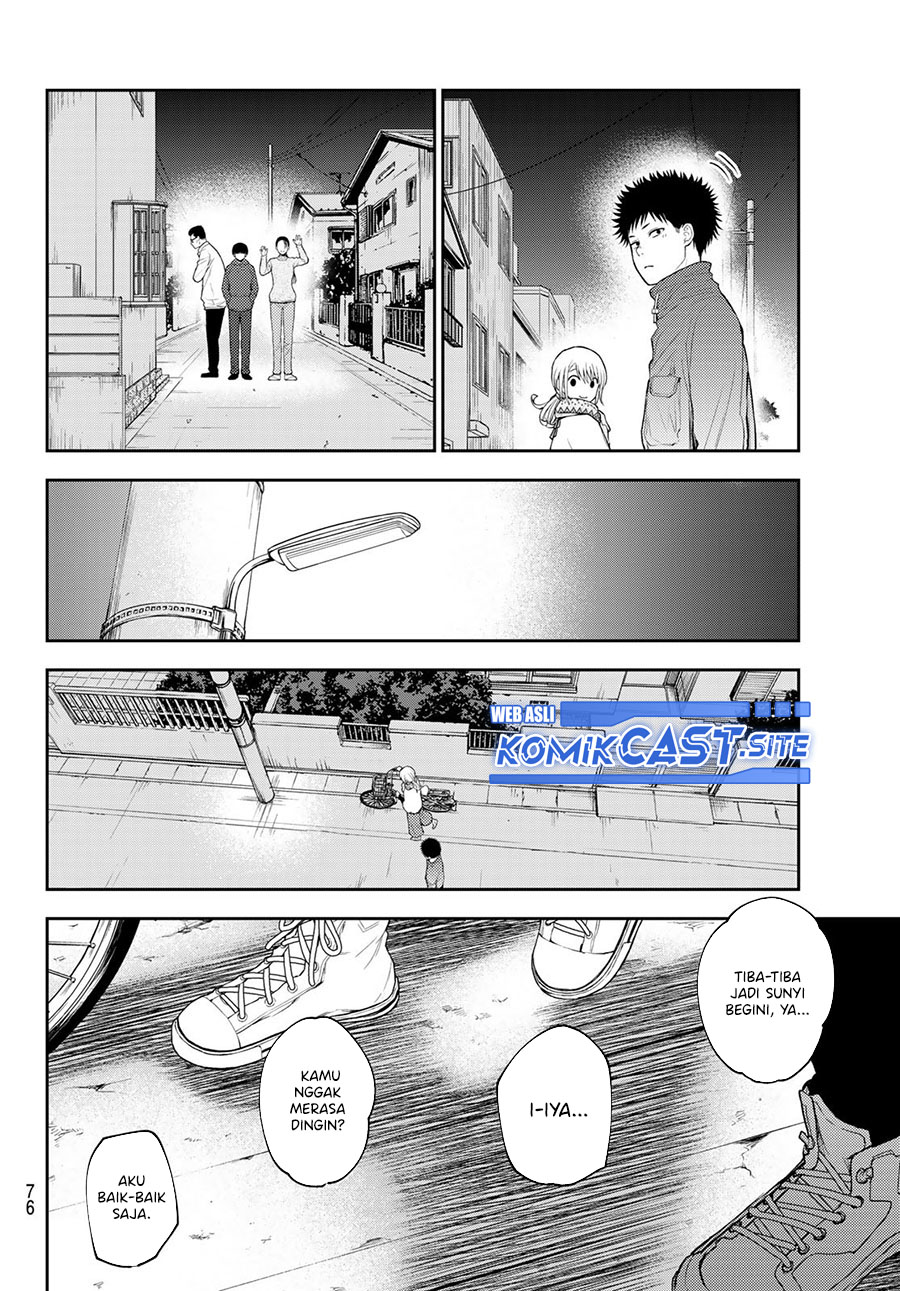 WEB ASLI
KOMIKCAST.SITE
TIBA-TIBA
JADI SUNYI
BEGINI, YA...
I-IYA...
KAMU
NGGAK
MERASA
DINGIN?
AKU
BAIK-BAIK
SAJA.
76